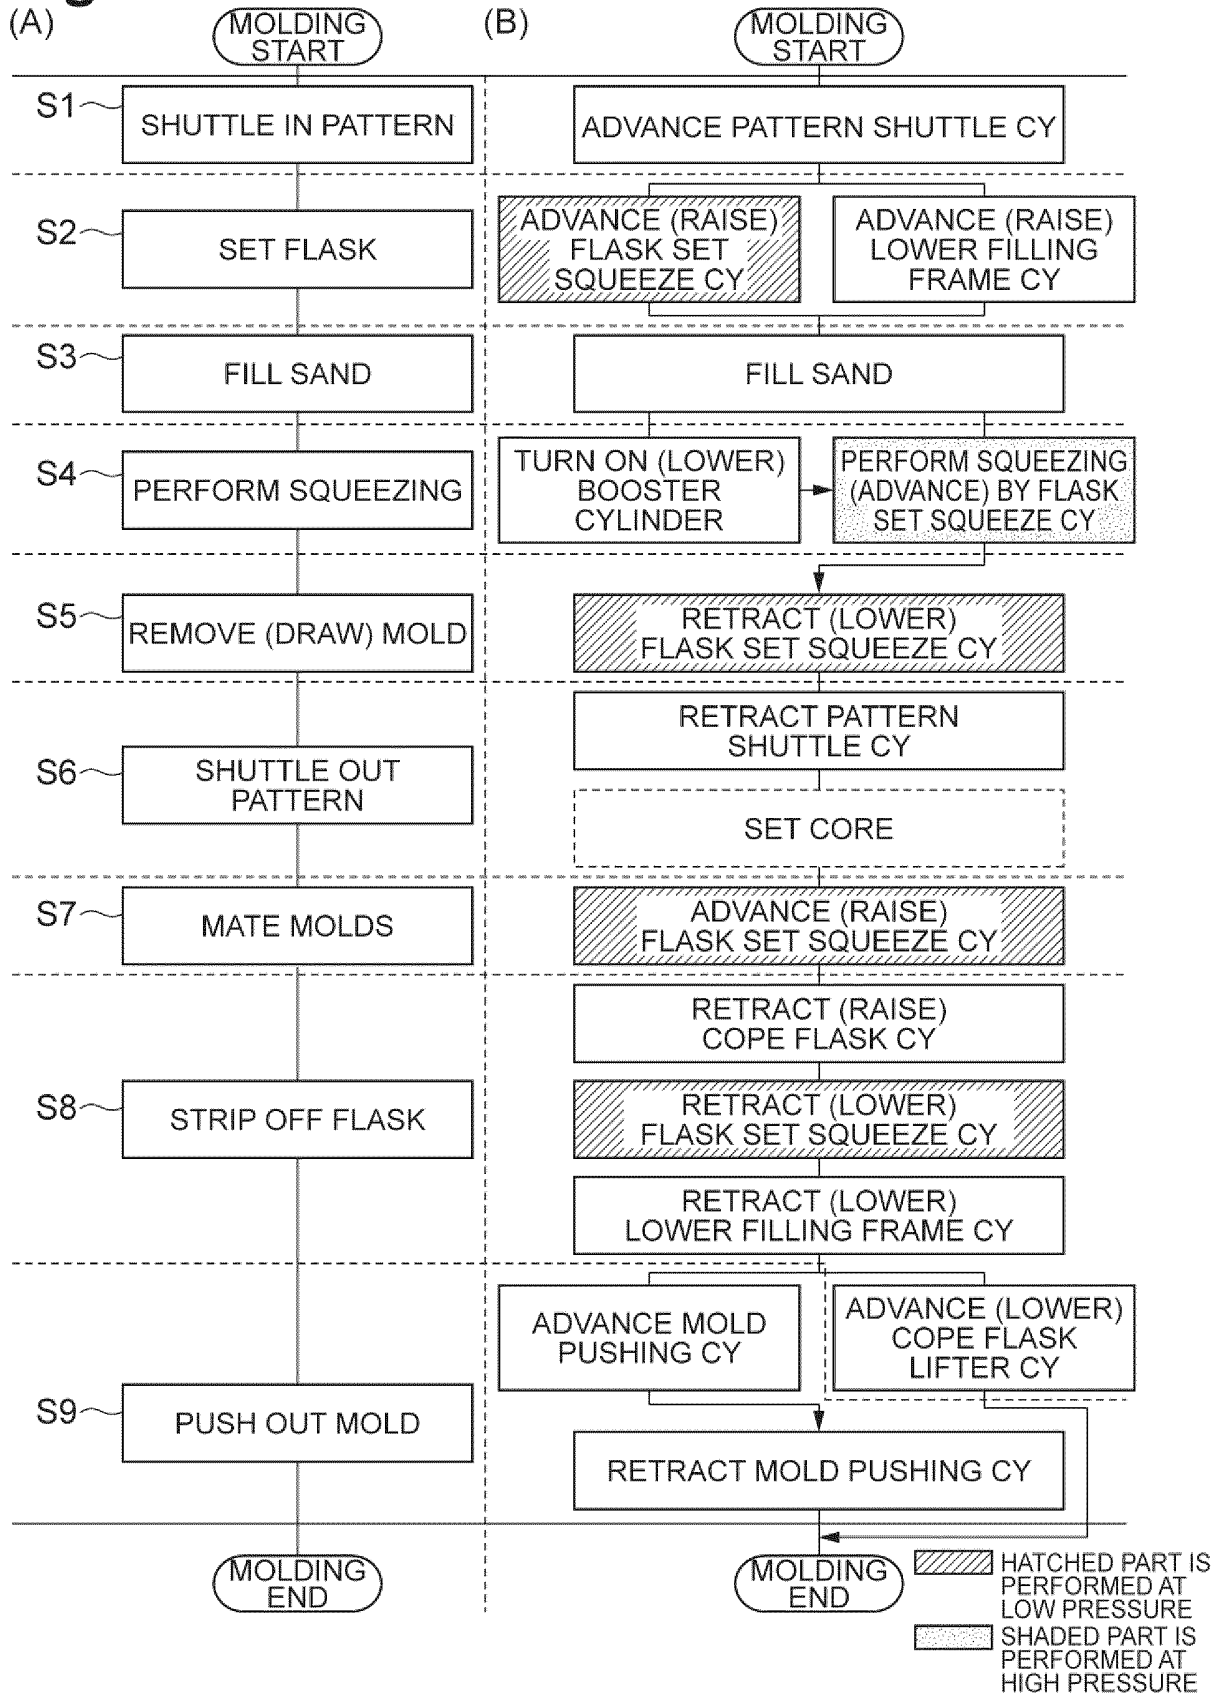 (A)
MOLDING
START
(B)
MOLDING
START
S1
SHUTTLE IN PATTERN
ADVANCE PATTERN SHUTTLE CY
S2
SET FLASK
ADVANCE (RAISE)
FLASK SET
SQUEEZE CY
ADVANCE (RAISE)
LOWER FILLING
FRAME CY
S3
FILL SAND
FILL SAND
S4
PERFORM SQUEEZING
TURN ON (LOWER)
BOOSTER
CYLINDER
PERFORM SQUEEZING
(ADVANCE) BY FLASK
SET SQUEEZE CY
S5
REMOVE (DRAW) MOLD
RETRACT (LOWER)
FLASK SET SQUEEZE CY
S6
SHUTTLE OUT
PATTERN
RETRACT PATTERN
SHUTTLE CY
SET CORE
S7
MATE MOLDS
ADVANCE (RAISE)
FLASK SET SQUEEZE CY
S8
STRIP OFF FLASK
RETRACT (RAISE)
COPE FLASK CY
RETRACT (LOWER)
FLASK SET SQUEEZE CY
RETRACT (LOWER)
LOWER FILLING FRAME CY
S9
PUSH OUT MOLD
ADVANCE MOLD
PUSHING CY
ADVANCE (LOWER)
COPE FLASK
LIFTER CY
RETRACT MOLD PUSHING CY
MOLDING
END
MOLDING
END
HATCHED PART IS
PERFORMED AT
LOW PRESSURE
SHADED PART IS
PERFORMED AT
HIGH PRESSURE